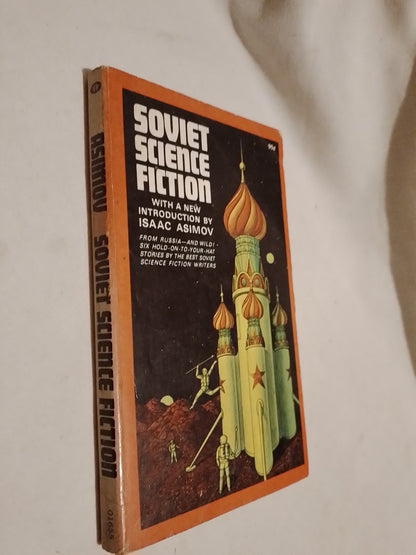 SOVIET
SCIENCE
FICTION
WITH A NEW
INTRODUCTION BY
ISAAC ASIMOV
FROM RUSSIA—AND WILD!
SIX HOLD-ON-TO-YOUR-HAT
STORIES BY THE BEST SOVIET
SCIENCE FICTION WRITERS
95¢
ASIMOV SOVIET SCIENCE FICTION
01635